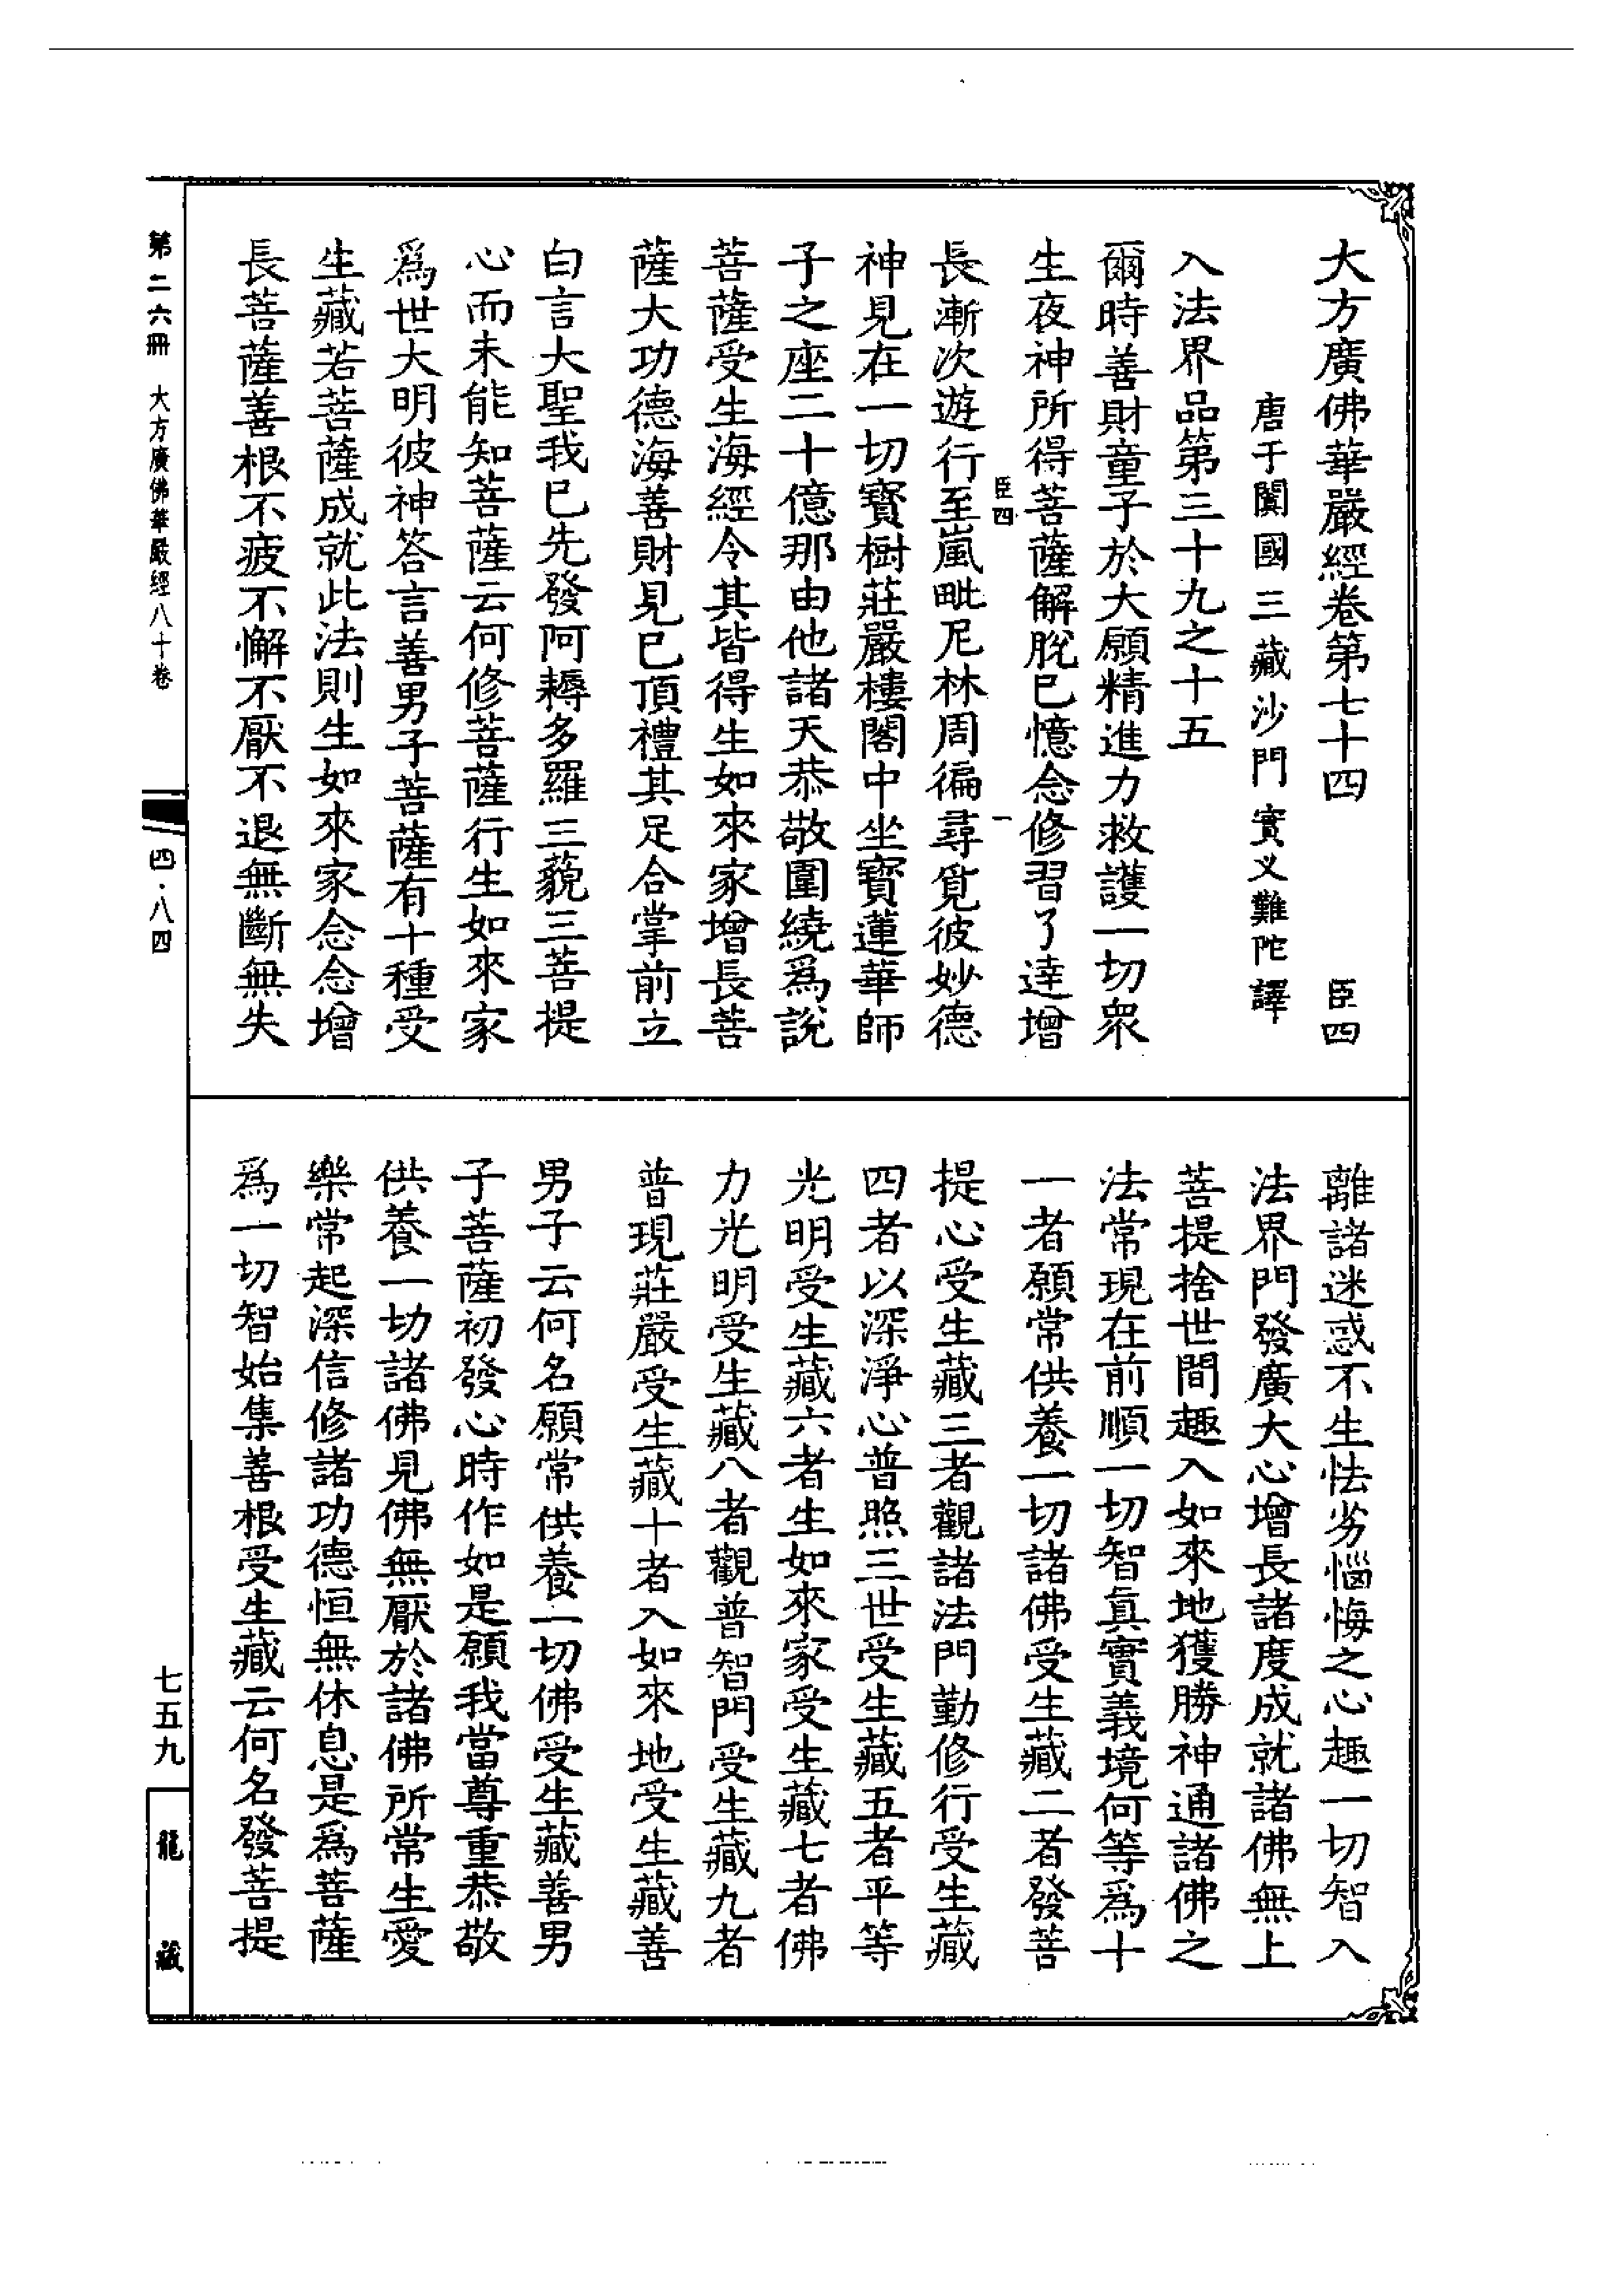 大方廣佛華嚴經卷第七十四 臣四
唐于闐國三藏沙門實叉難陀譯
入法界品第三十九之十五
爾時善財童子於大願精進力救護一切眾
生夜神所得菩薩解脫已憶念修習了達增
臣四 一
長漸次遊行至嵐毗尼林周徧尋覓彼妙德
神見在一切寶樹莊嚴樓閣中坐寶蓮華師
子之座二十億那由他諸天恭敬圍繞爲說
菩薩受生海經令其皆得生如來家增長菩
薩大功德海善財見已頂禮其足合掌前立
白言大聖我已先發阿耨多羅三藐三菩提
心而未能知菩薩云何修菩薩行生如來家
爲世大明彼神答言善男子菩薩有十種受
生藏若菩薩成就此法則生如來家念念增
長菩薩善根不疲不懈不厭不退無斷無失
離諸迷惑不生怯劣惱悔之心趣一切智入
法界門發廣大心增長諸度成就諸佛無上
菩提捨世間趣入如來地獲勝神通諸佛之
法常現在前順一切智真實義境何等爲十
一者願常供養一切諸佛受生藏二者發菩
提心受生藏三者觀諸法門勤修行受生藏
四者以深淨心普照三世受生藏五者平等
光明受生藏六者生如來家受生藏七者佛
力光明受生藏八者觀普智門受生藏九者
普現莊嚴受生藏十者入如來地受生藏善
男子云何名願常供養一切佛受生藏善男
子菩薩初發心時作如是願我當尊重恭敬
供養一切諸佛見佛無厭於諸佛所常生愛
樂常起深信修諸功德恒無休息是爲菩薩
爲一切智始集善根受生藏云何名發菩提
第二六冊 大方廣佛華嚴經八十卷
四·八四
七五九
龍藏